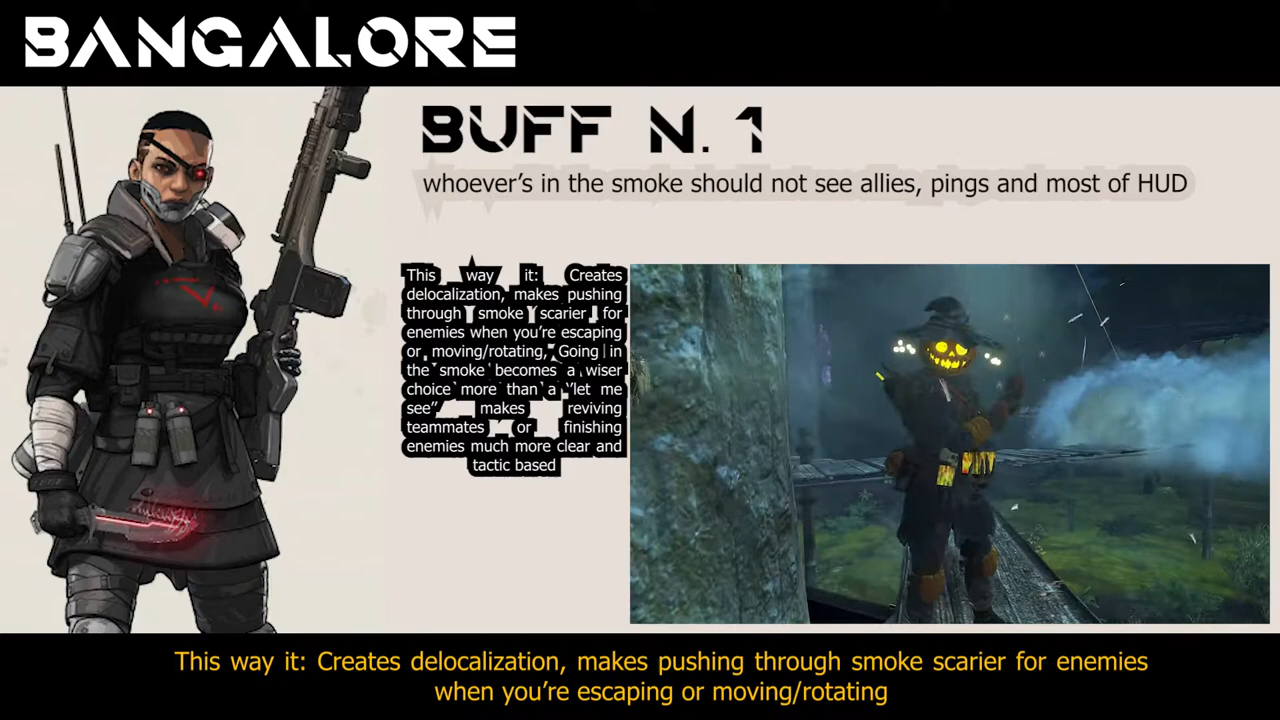 BANGALORE
BUFF N. 1
whoever's in the smoke should not see allies, pings and most of HUD
This way it: Creates
delocalization, makes pushing
through smoke scarier for
enemies when you're escaping
or moving/rotating, Going in
the smoke becomes a wiser
choice more than a "let me
see" makes reviving
teammates or finishing
enemies much more clear and
tactic based
This way it: Creates delocalization, makes pushing through smoke scarier for enemies
when you're escaping or moving/rotating